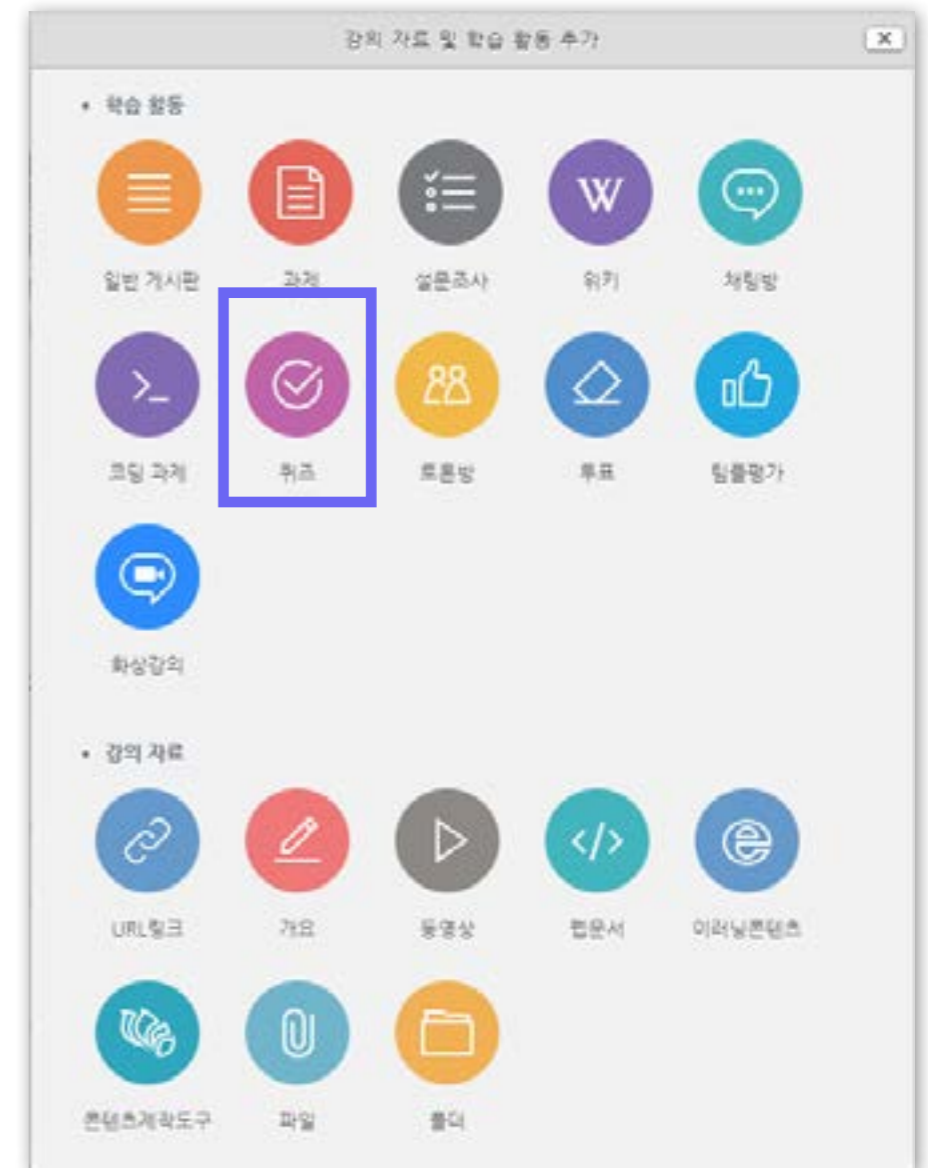 강의 자료 및 학습 활동 추가
학습 활동
일반 게시판 과제 설문조사 위키 채팅방
코딩 과제 퀴즈 토론방 투표 팀플평가
화상강의
강의 자료
URL링크 개요 동영상 웹문서 이러닝콘텐츠
콘텐츠제작도구 파일 폴더